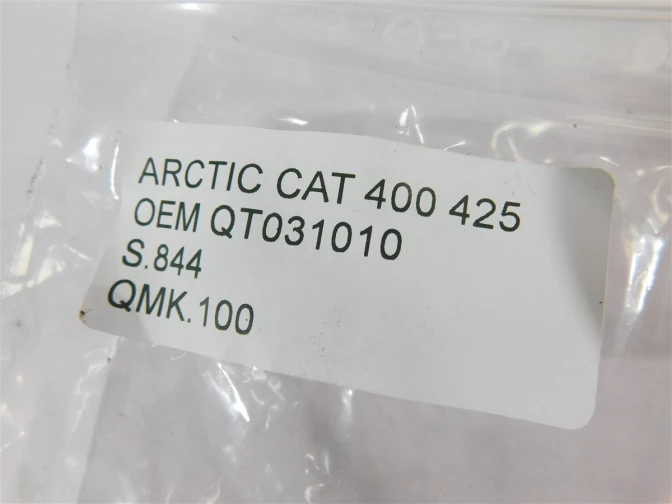 ARCTIC CAT 400 425
OEM QT031010
S.844
QMK.100